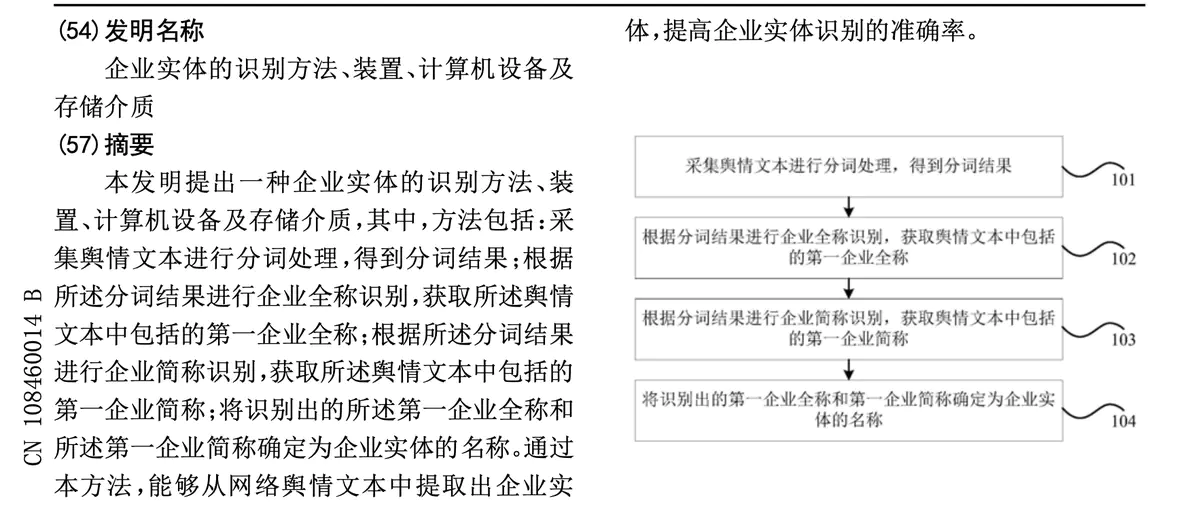 (54)发明名称
企业实体的识别方法、装置、计算机设备及
存储介质
(57)摘要
本发明提出一种企业实体的识别方法、装
置、计算机设备及存储介质,其中,方法包括:采
集舆情文本进行分词处理,得到分词结果;根据
所述分词结果进行企业全称识别,获取所述舆情
文本中包括的第一企业全称;根据所述分词结果
进行企业简称识别,获取所述舆情文本中包括的
第一企业简称;将识别出的所述第一企业全称和
所述第一企业简称确定为企业实体的名称。通过
本方法,能够从网络舆情文本中提取出企业实
体,提高企业实体识别的准确率。
采集舆情文本进行分词处理，得到分词结果
101
根据分词结果进行企业全称识别，获取舆情文本中包括
的第一企业全称
102
根据分词结果进行企业简称识别，获取舆情文本中包括
的第一企业简称
103
将识别出的第一企业全称和第一企业简称确定为企业实
体的名称
104
CN 108460014 B